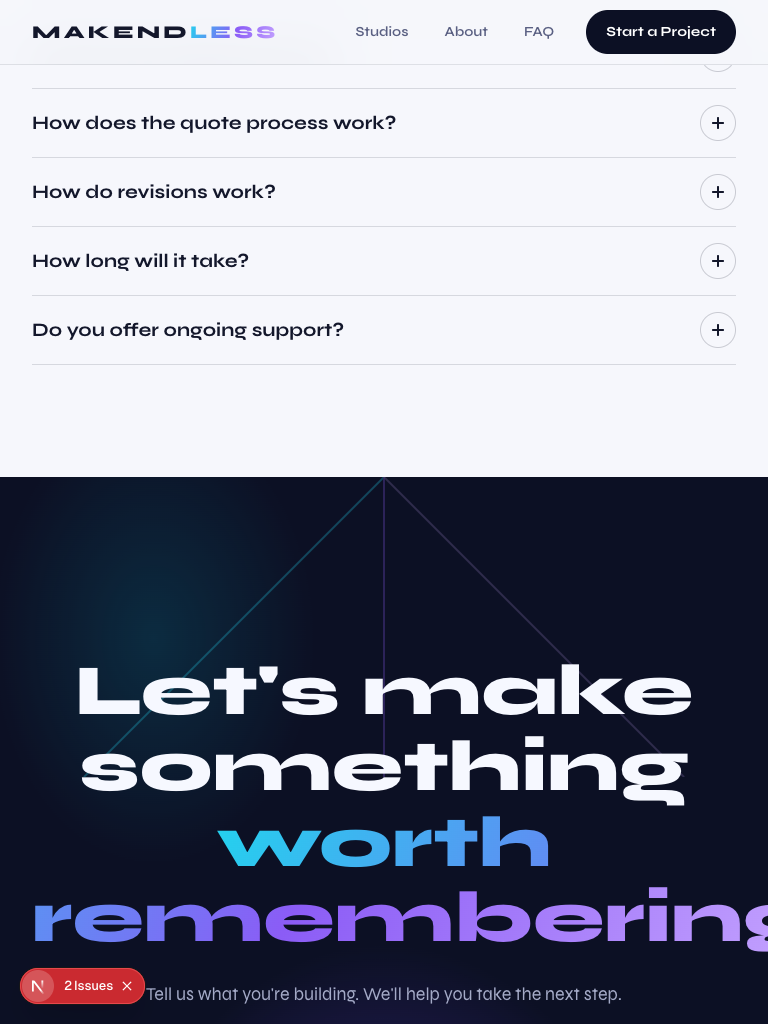 MAKENDLESS
Studios
About
FAQ
Start a Project
How does the quote process work?
How do revisions work?
How long will it take?
Do you offer ongoing support?
Let's make
something
worth
remembering
N
2 Issues
Tell us what you're building. We'll help you take the next step.